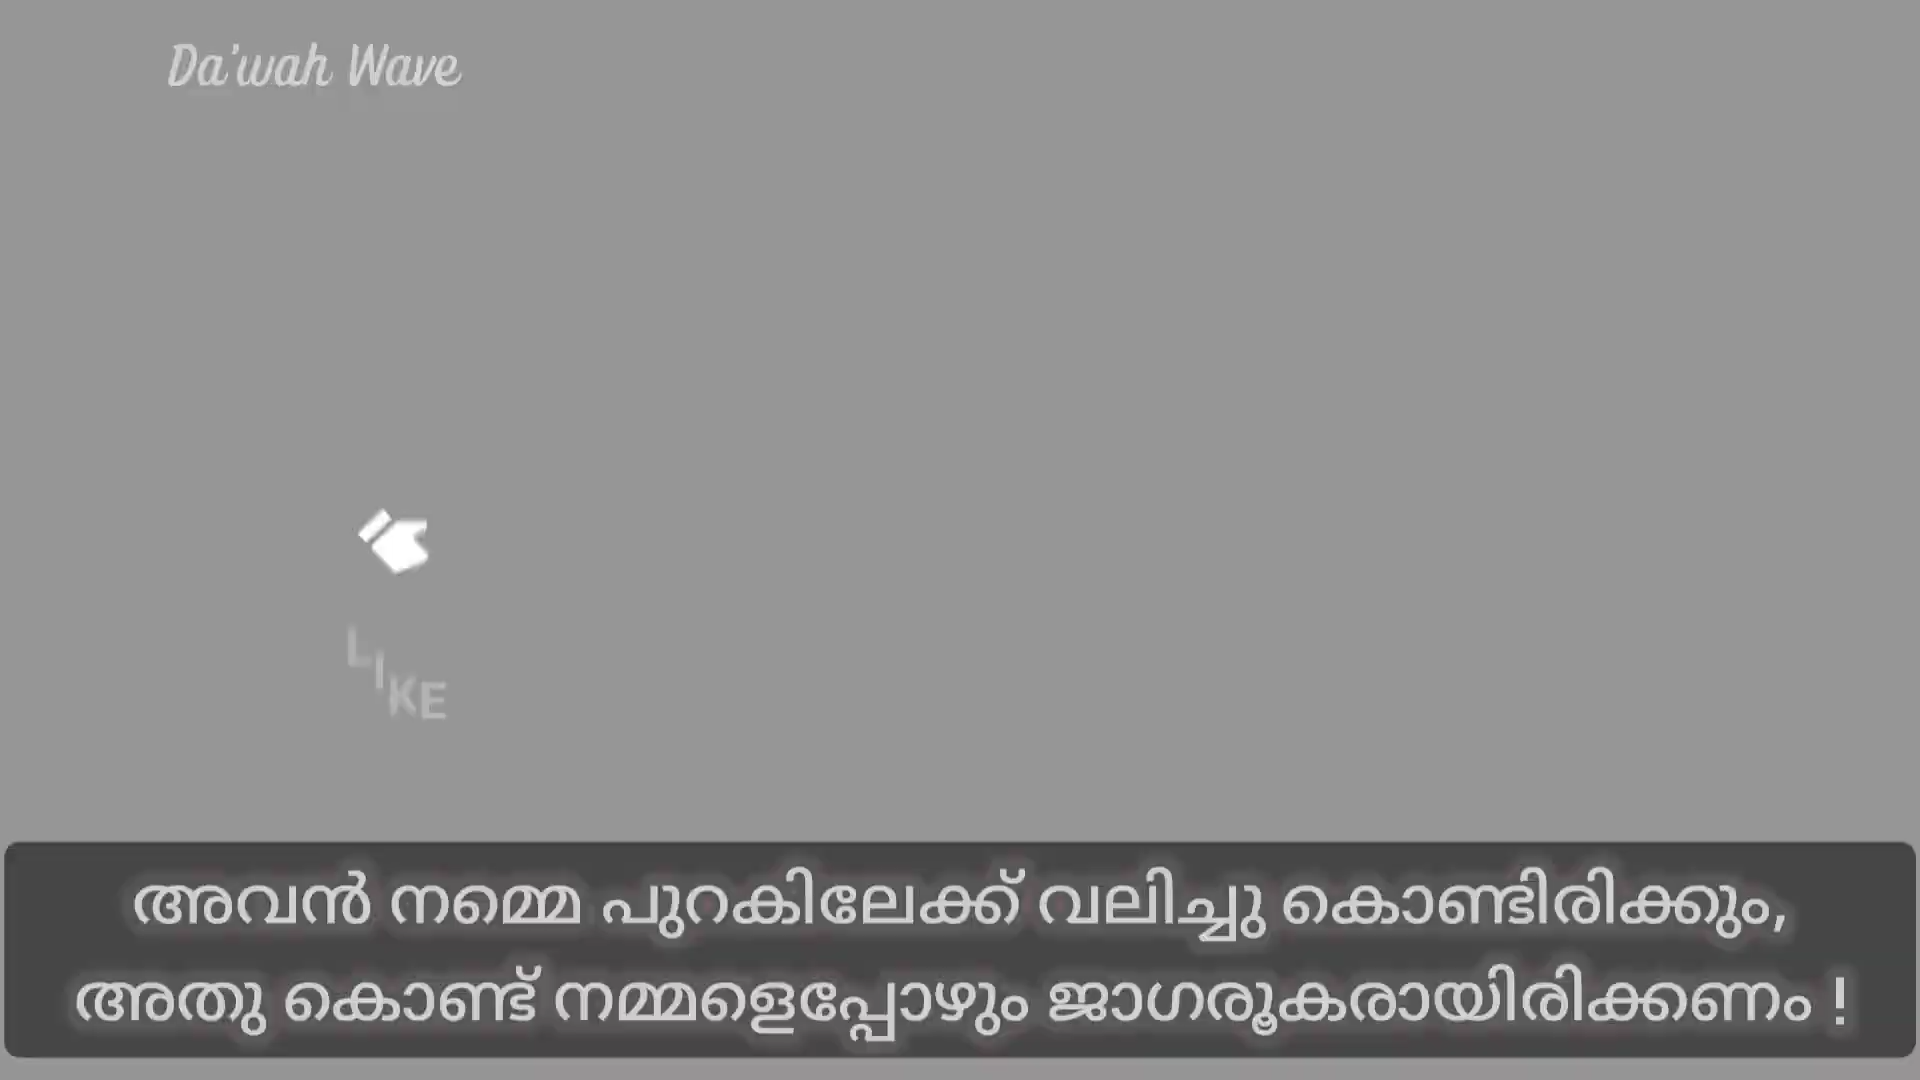 Da'wah Wave
LIKE
അവൻ നമ്മെ പുറകിലേക്ക് വലിച്ചു കൊണ്ടിരിക്കും,
അതു കൊണ്ട് നമ്മളെപ്പോഴും ജാഗരൂകരായിരിക്കണം !